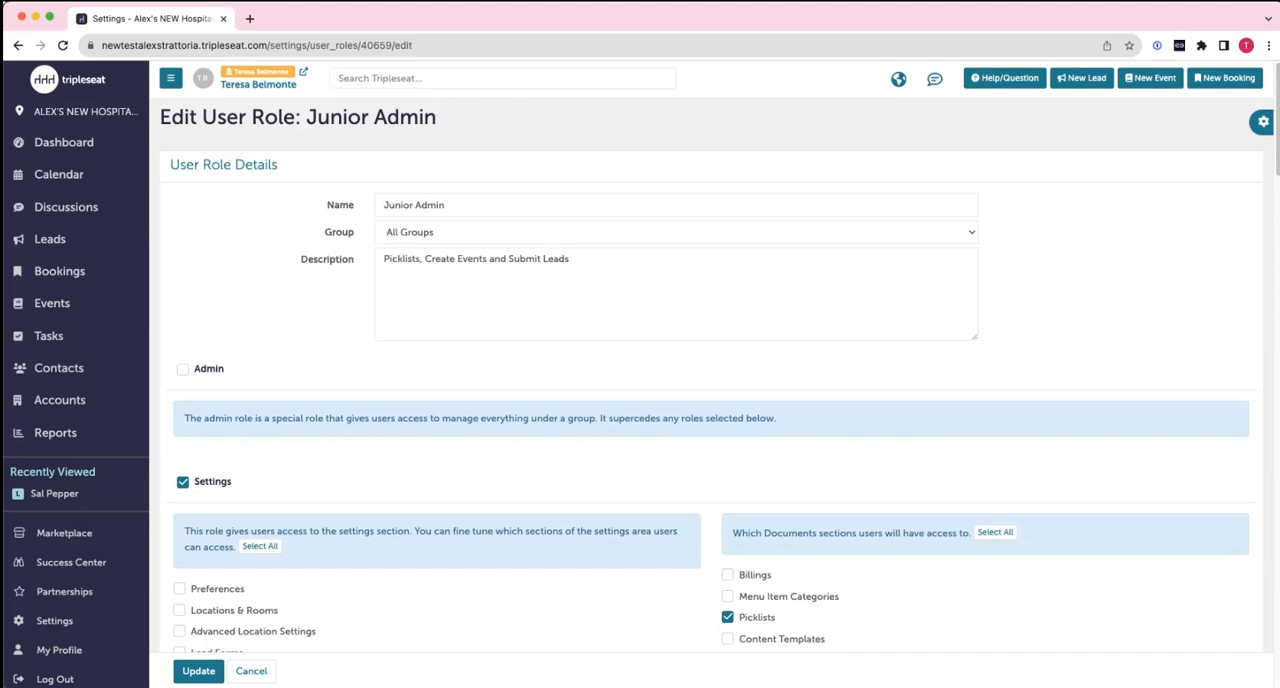 Settings - Alex's NEW Hospita
newtestalexstrattoria.tripleseat.com/settings/user_roles/40659/edit
T
tripleseat
T B
Teresa Belmonte
Teresa Belmonte
Search Tripleseat...
Help/Question
New Lead
New Event
New Booking
ALEX'S NEW HOSPITA...
Dashboard
Calendar
Discussions
Leads
Bookings
Events
Tasks
Contacts
Accounts
Reports
Recently Viewed
L Sal Pepper
Marketplace
Success Center
Partnerships
Settings
My Profile
Log Out
Edit User Role: Junior Admin
User Role Details
Name
Junior Admin
Group
All Groups
Description
Picklists, Create Events and Submit Leads
Admin
The admin role is a special role that gives users access to manage everything under a group. It supercedes any roles selected below.
Settings
This role gives users access to the settings section. You can fine tune which sections of the settings area users
can access. Select All
Preferences
Locations & Rooms
Advanced Location Settings
Lead Forms
Which Documents sections users will have access to. Select All
Billings
Menu Item Categories
Picklists
Content Templates
Update
Cancel